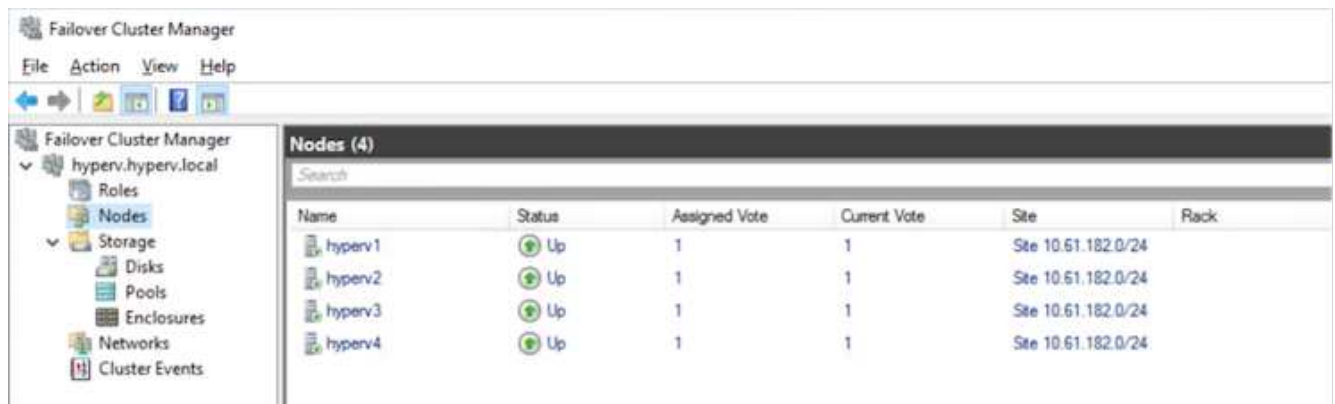 Failover Cluster Manager
File Action View Help
Failover Cluster Manager
hyperv.hyperv.local
Roles
Nodes
Storage
Disks
Pools
Enclosures
Networks
Cluster Events
Nodes (4)
Search
Name Status Assigned Vote Current Vote Site Rack
hyperv1 Up 1 1 Site 10.61.182.0/24
hyperv2 Up 1 1 Site 10.61.182.0/24
hyperv3 Up 1 1 Site 10.61.182.0/24
hyperv4 Up 1 1 Site 10.61.182.0/24